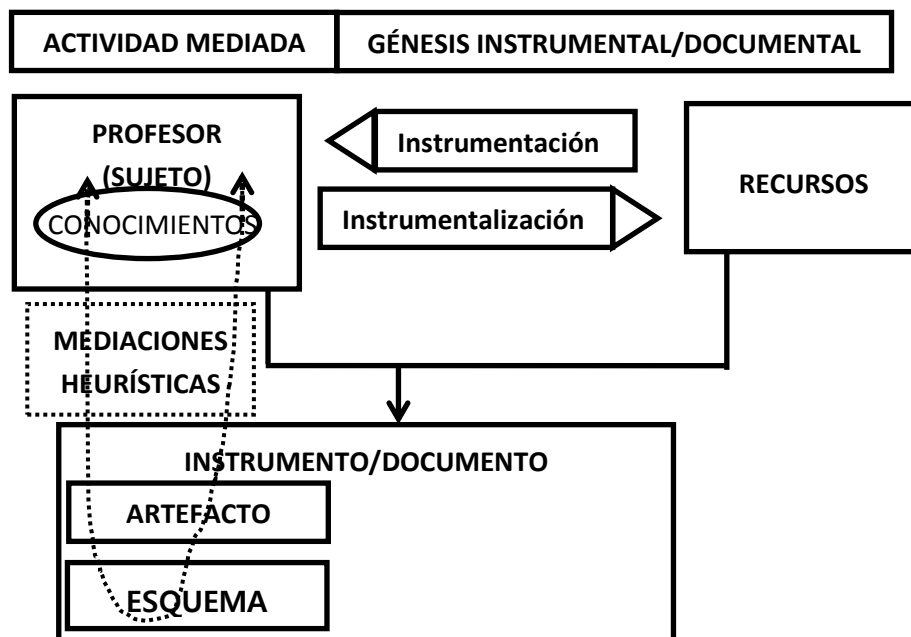 ACTIVIDAD MEDIADA
GÉNESIS INSTRUMENTAL/DOCUMENTAL
PROFESOR
(SUJETO)
CONOCIMIENTOS
Instrumentación
Instrumentalización
RECURSOS
MEDIACIONES
HEURÍSTICAS
INSTRUMENTO/DOCUMENTO
ARTEFACTO
ESQUEMA